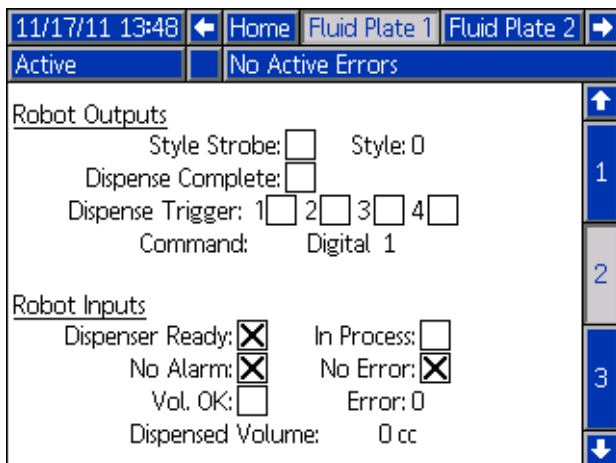 11/17/11 13:48 Home Fluid Plate 1 Fluid Plate 2
Active No Active Errors
Robot Outputs
Style Strobe: Style: 0
Dispense Complete:
Dispense Trigger: 1 2 3 4
Command: Digital 1
Robot Inputs
Dispenser Ready: In Process:
No Alarm: No Error:
Vol. OK: Error: 0
Dispensed Volume: 0 cc
1
2
3